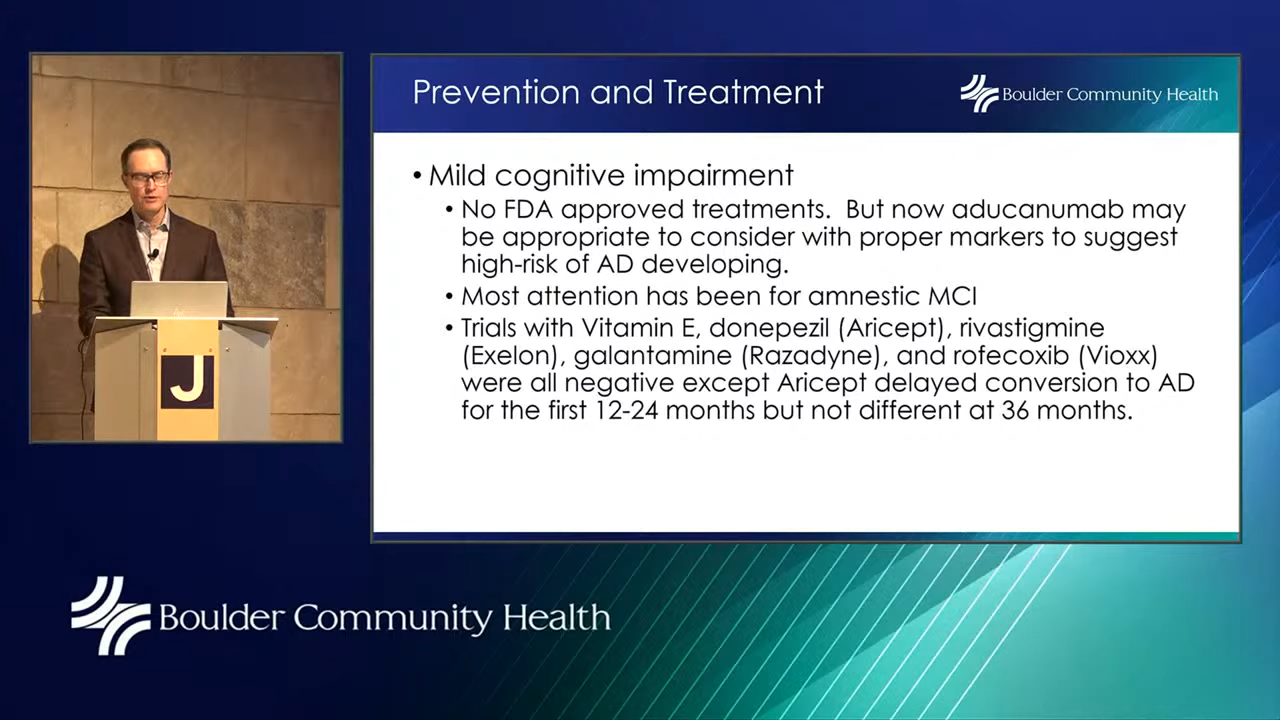 Prevention and Treatment
Boulder Community Health
• Mild cognitive impairment
• No FDA approved treatments.  But now aducanumab may
be appropriate to consider with proper markers to suggest
high-risk of AD developing.
• Most attention has been for amnestic MCI
• Trials with Vitamin E, donepezil (Aricept), rivastigmine
(Exelon), galantamine (Razadyne), and rofecoxib (Vioxx)
were all negative except Aricept delayed conversion to AD
for the first 12-24 months but not different at 36 months.
J
Boulder Community Health